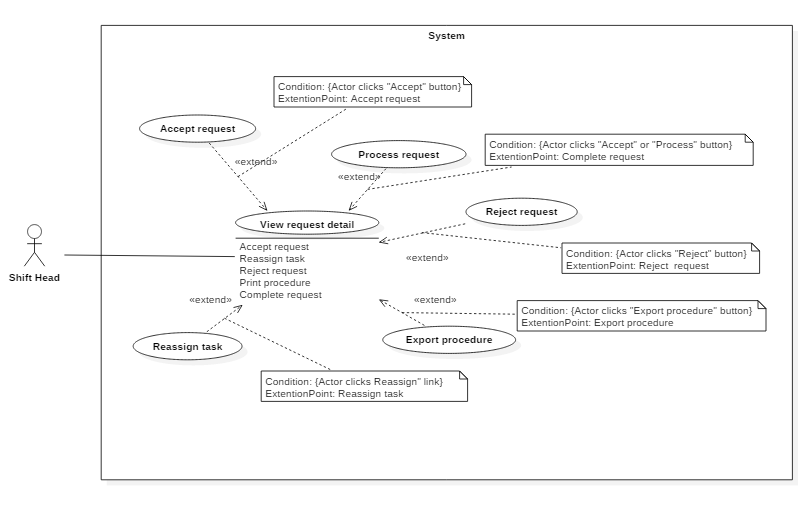 System
Condition: {Actor clicks "Accept" button}
ExtentionPoint: Accept request
Accept request
«extend»
Process request
«extend»
Condition: {Actor clicks "Accept" or "Process" button}
ExtentionPoint: Complete request
View request detail
Accept request
Reassign task
Reject request
Print procedure
Complete request
Reject request
«extend»
Condition: {Actor clicks "Reject" button}
ExtentionPoint: Reject  request
Shift Head
«extend»
Reassign task
«extend»
Export procedure
Condition: {Actor clicks "Export procedure" button}
ExtentionPoint: Export procedure
Condition: {Actor clicks Reassign" link}
ExtentionPoint: Reassign task